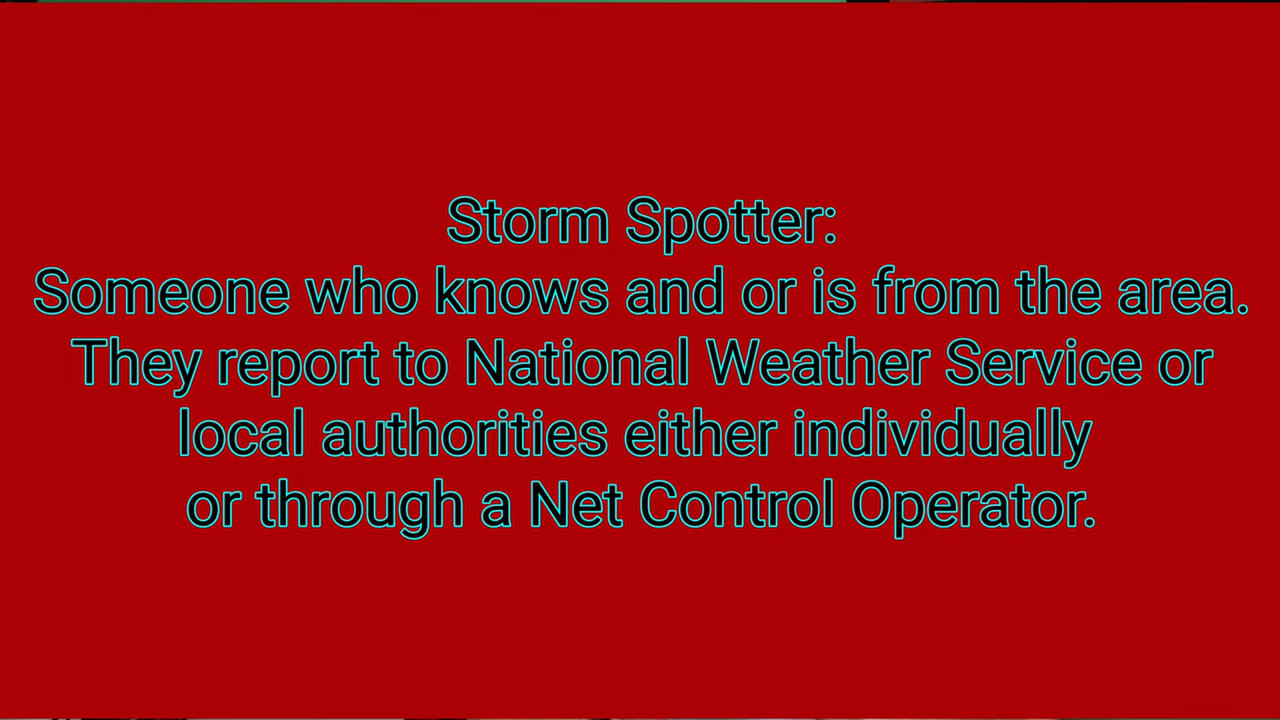 Storm Spotter:
Someone who knows and or is from the area.
They report to National Weather Service or
local authorities either individually
or through a Net Control Operator.